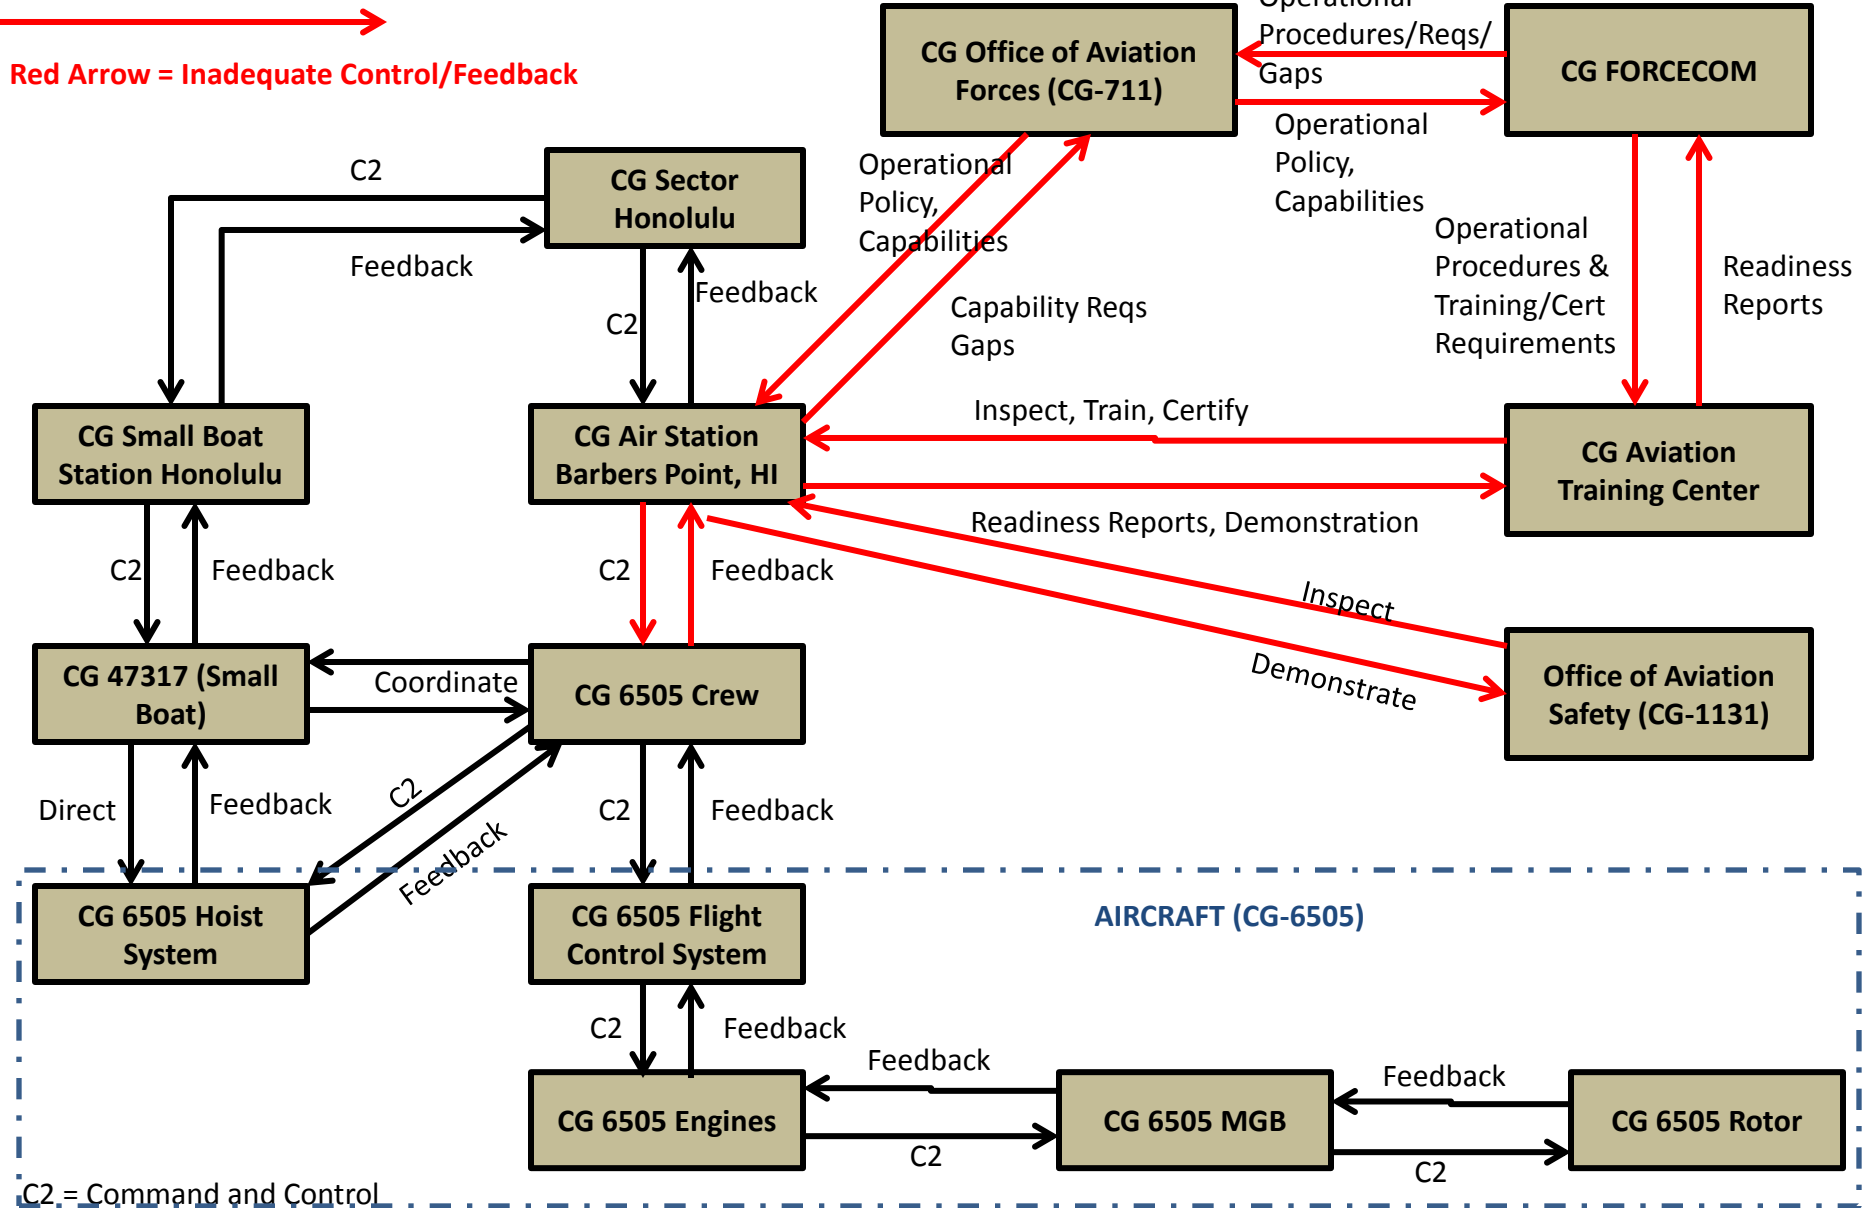 Operational
Procedures/Reqs/
Gaps
CG Office of Aviation
Forces (CG-711)
CG FORCECOM
Red Arrow = Inadequate Control/Feedback
Operational
Policy,
Capabilities
Operational
Policy,
Capabilities
C2
CG Sector
Honolulu
Feedback
Feedback
C2
Capability Reqs
Gaps
Operational
Procedures &
Training/Cert
Requirements
Readiness
Reports
CG Small Boat
Station Honolulu
CG Air Station
Barbers Point, HI
Inspect, Train, Certify
CG Aviation
Training Center
Readiness Reports, Demonstration
C2
Feedback
C2
Feedback
Inspect
Demonstrate
CG 47317 (Small
Boat)
Coordinate
CG 6505 Crew
Office of Aviation
Safety (CG-1131)
Direct
Feedback
C2
Feedback
C2
Feedback
CG 6505 Hoist
System
CG 6505 Flight
Control System
AIRCRAFT (CG-6505)
C2
Feedback
Feedback
Feedback
CG 6505 Engines
CG 6505 MGB
CG 6505 Rotor
C2
C2
C2 = Command and Control